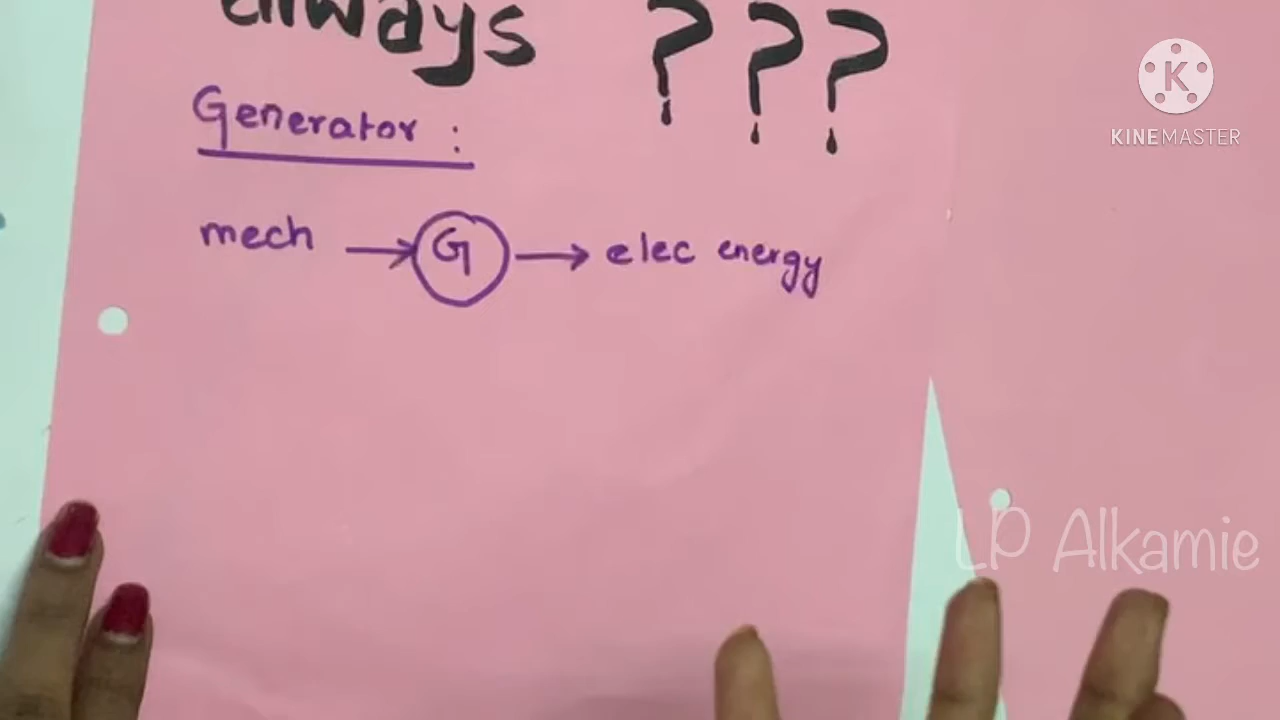 always ???
Generator :
mech → G → elec energy
K
KINEMASTER
LP Alkamie